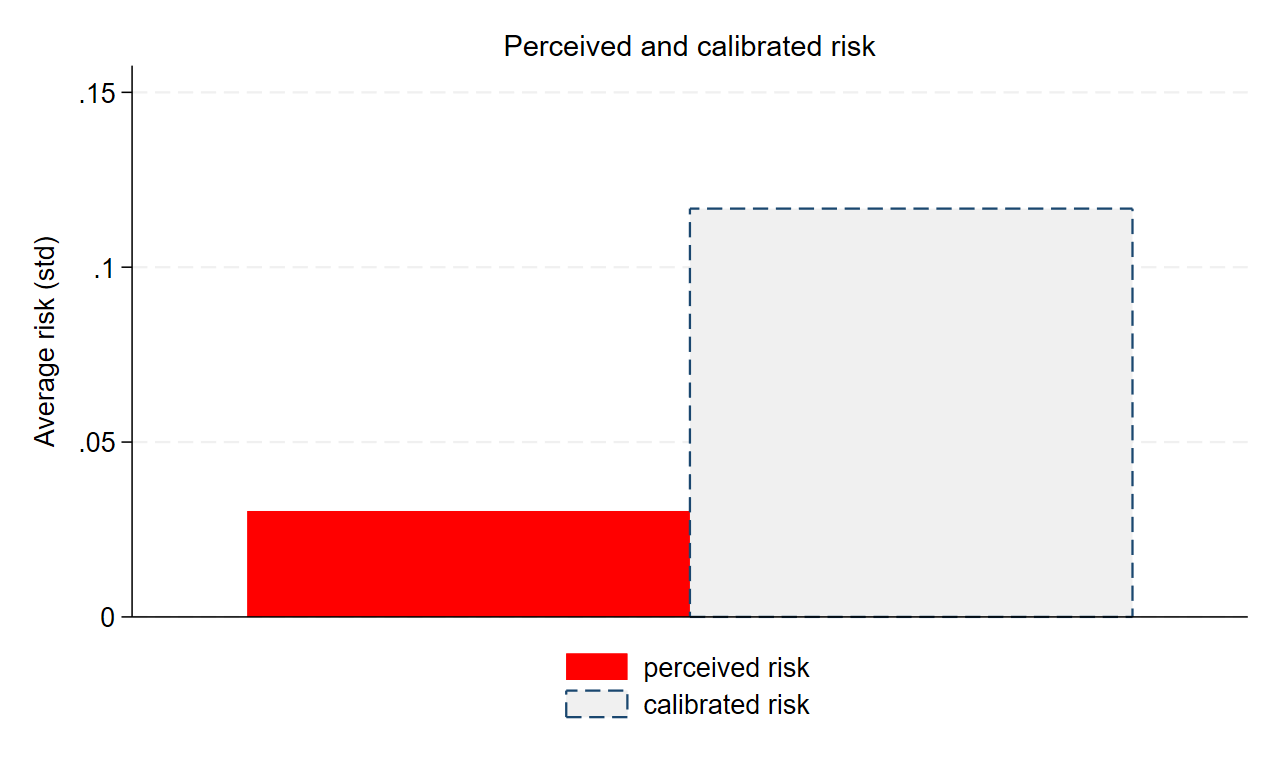 Perceived and calibrated risk
.15
.1
.05
0
Average risk (std)
perceived risk
calibrated risk